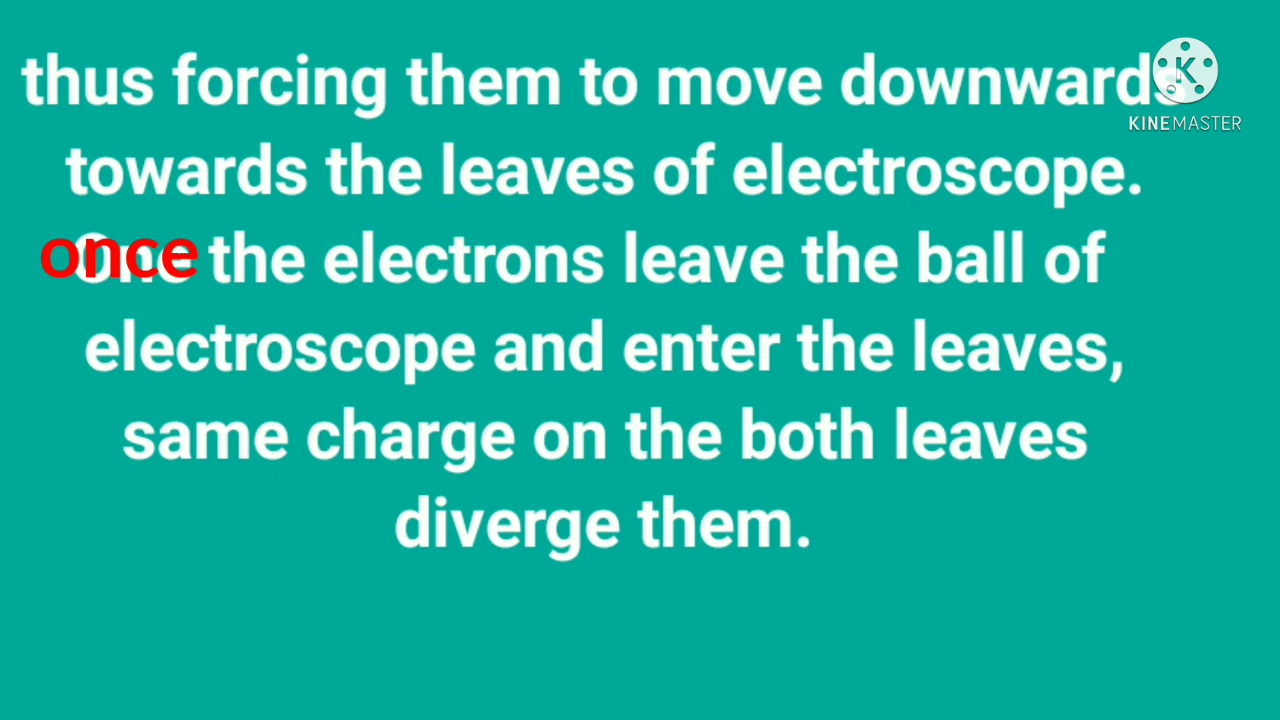 thus forcing them to move downwards
towards the leaves of electroscope.
once the electrons leave the ball of
electroscope and enter the leaves,
same charge on the both leaves
diverge them.
K
KINEMASTER